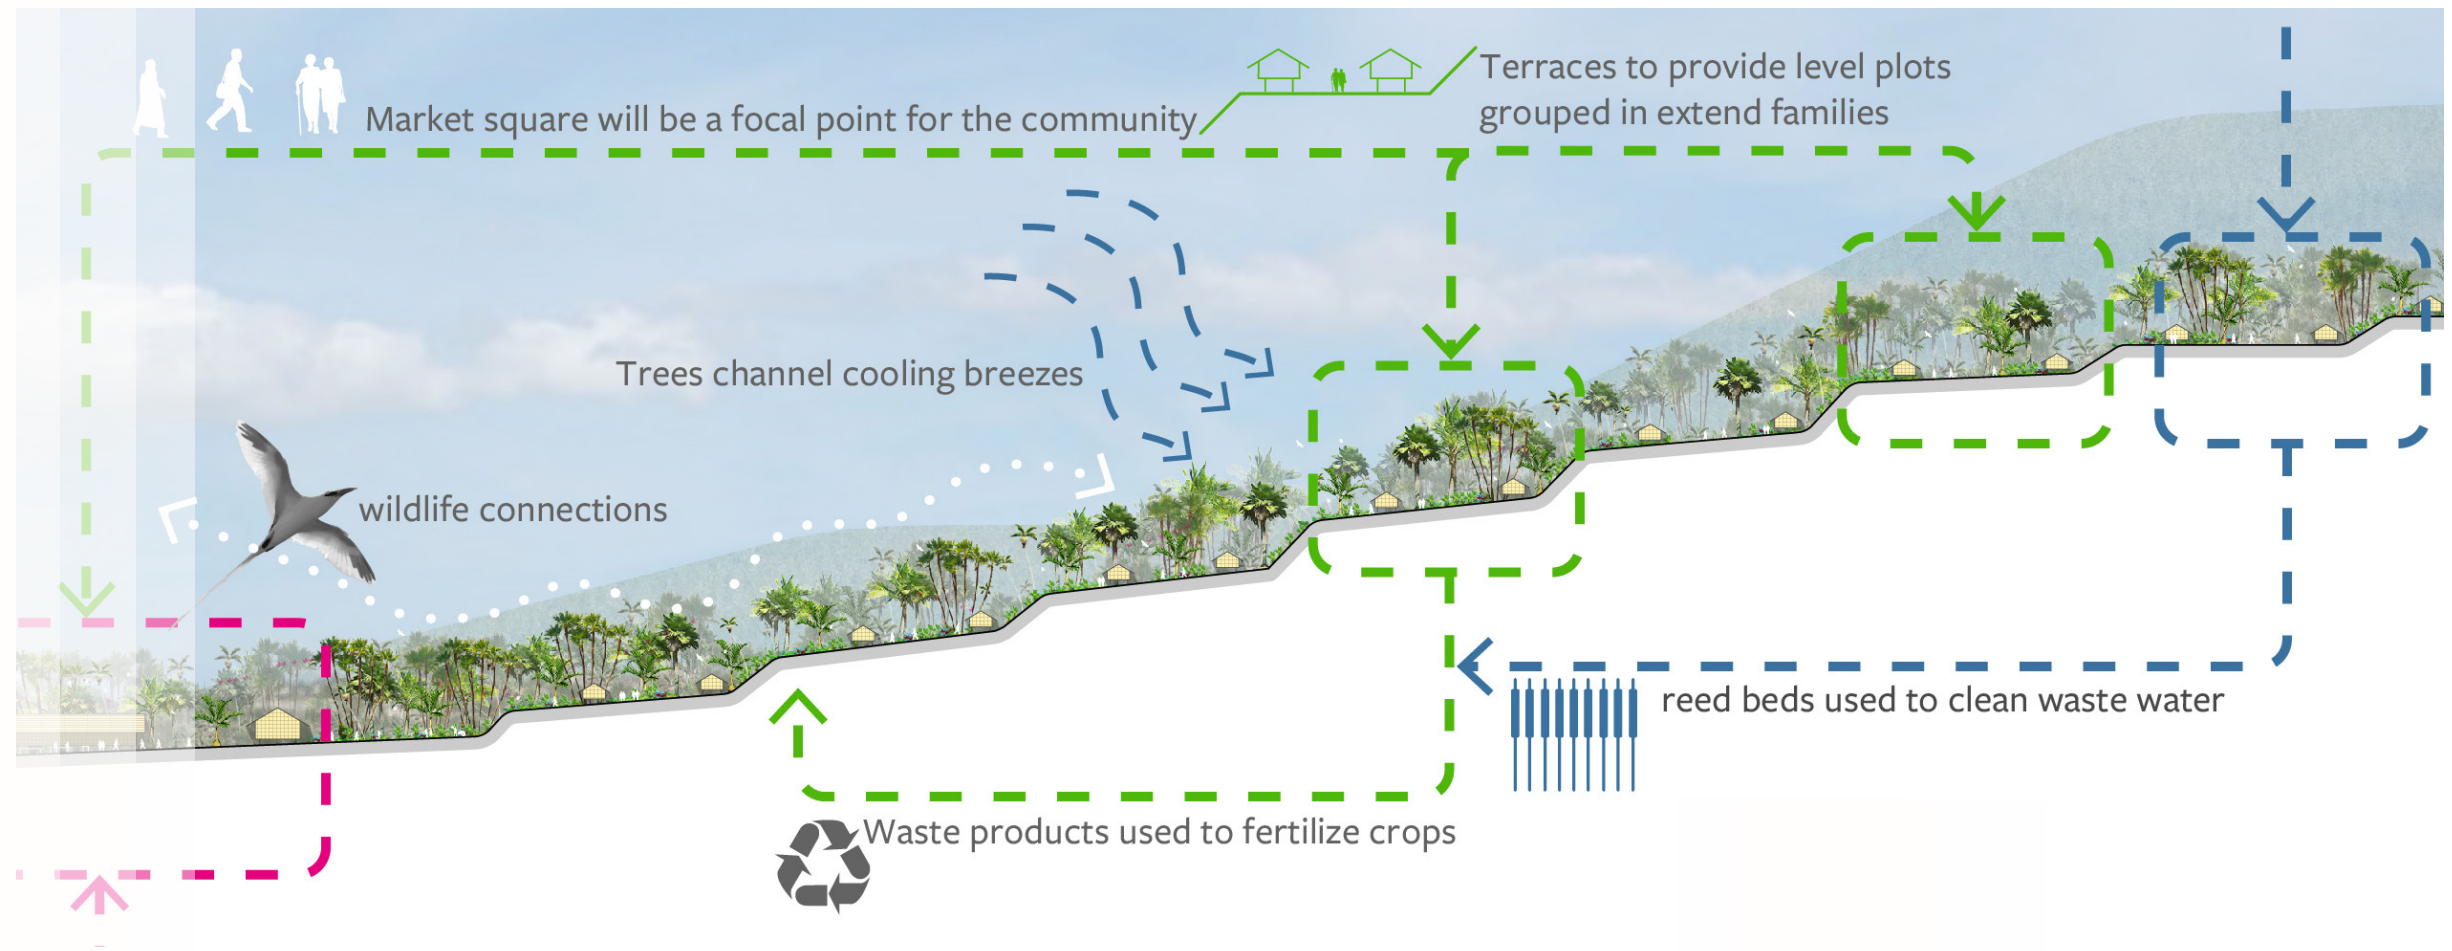 Terraces to provide level plots
grouped in extend families
Market square will be a focal point for the community
Trees channel cooling breezes
wildlife connections
reed beds used to clean waste water
Waste products used to fertilize crops